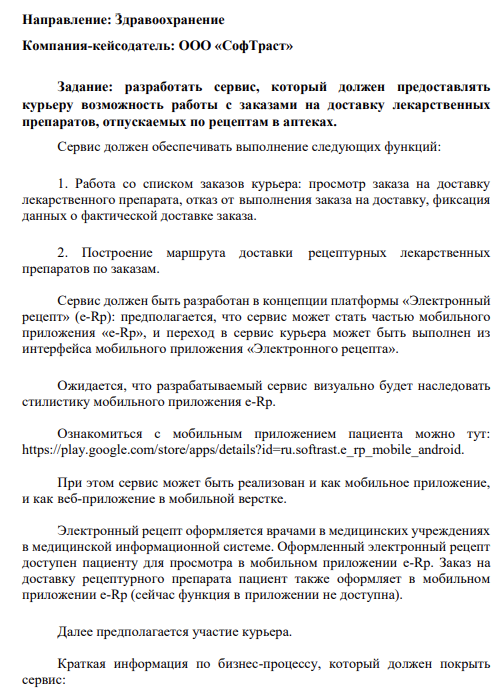 Направление: Здравоохранение
Компания-кейсодатель: ООО «СофТраст»
Задание: разработать сервис, который должен предоставлять
курьеру возможность работы с заказами на доставку лекарственных
препаратов, отпускаемых по рецептам в аптеках.
Сервис должен обеспечивать выполнение следующих функций:
1. Работа со списком заказов курьера: просмотр заказа на доставку
лекарственного препарата, отказ от выполнения заказа на доставку, фиксация
данных о фактической доставке заказа.
2. Построение маршрута доставки рецептурных лекарственных
препаратов по заказам.
Сервис должен быть разработан в концепции платформы «Электронный
рецепт» (e-Rp): предполагается, что сервис может стать частью мобильного
приложения «e-Rp», и переход в сервис курьера может быть выполнен из
интерфейса мобильного приложения «Электронного рецепта».
Ожидается, что разрабатываемый сервис визуально будет наследовать
стилистику мобильного приложения e-Rp.
Ознакомиться с мобильным приложением пациента можно тут:
https://play.google.com/store/apps/details?id=ru.softrast.e_rp_mobile_android.
При этом сервис может быть реализован и как мобильное приложение,
и как веб-приложение в мобильной верстке.
Электронный рецепт оформляется врачами в медицинских учреждениях
в медицинской информационной системе. Оформленный электронный рецепт
доступен пациенту для просмотра в мобильном приложении e-Rp. Заказ на
доставку рецептурного препарата пациент также оформляет в мобильном
приложении e-Rp (сейчас функция в приложении не доступна).
Далее предполагается участие курьера.
Краткая информация по бизнес-процессу, который должен покрыть
сервис: